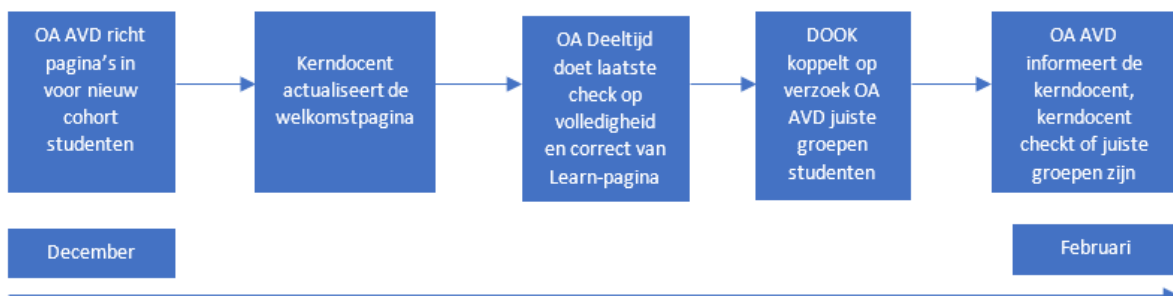 OA AVD richt
pagina's in
voor nieuw
cohort
studenten
Kerndocent
actualiseert de
welkomstpagina
OA Deeltijd
doet laatste
check op
volledigheid
en correct van
Learn-pagina
DOOK
koppelt op
verzoek OA
AVD juiste
groepen
studenten
OA AVD
informeert de
kerndocent,
kerndocent
checkt of juiste
groepen zijn
December
Februari